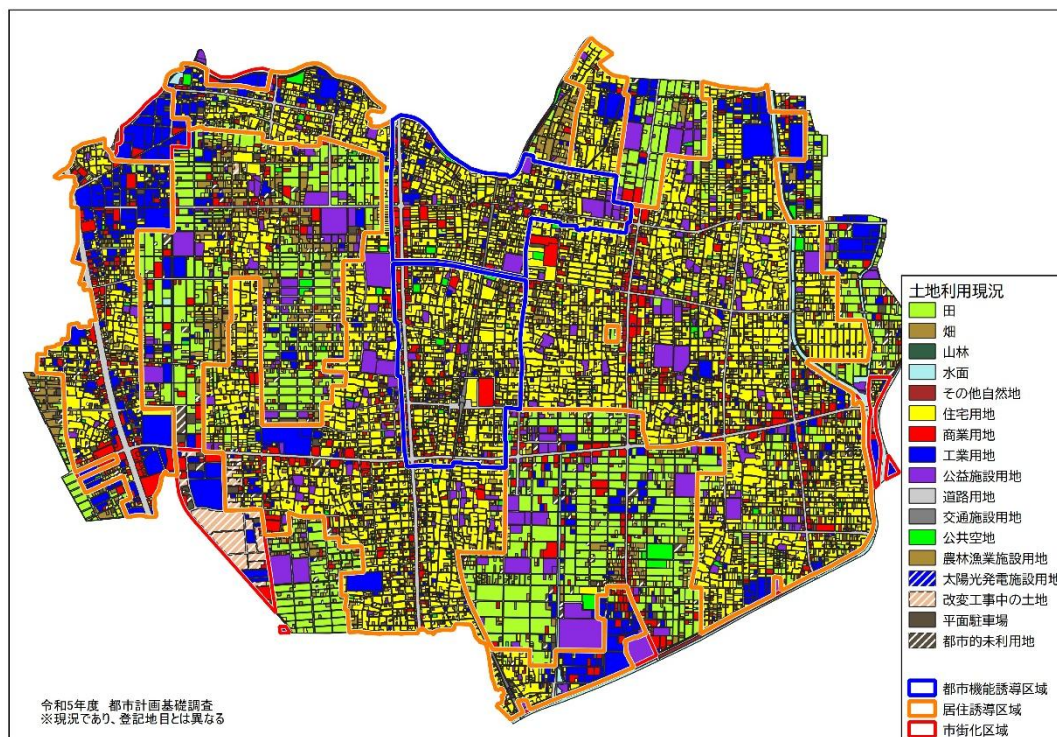 土地利用現況
田
畑
山林
水面
その他自然地
住宅用地
商業用地
工業用地
公益施設用地
道路用地
交通施設用地
公共空地
農林漁業施設用地
太陽光発電施設用地
改変工事中の土地
平面駐車場
都市的未利用地
都市機能誘導区域
居住誘導区域
市街化区域
令和5年度 都市計画基礎調査
※現況であり、登記地目とは異なる